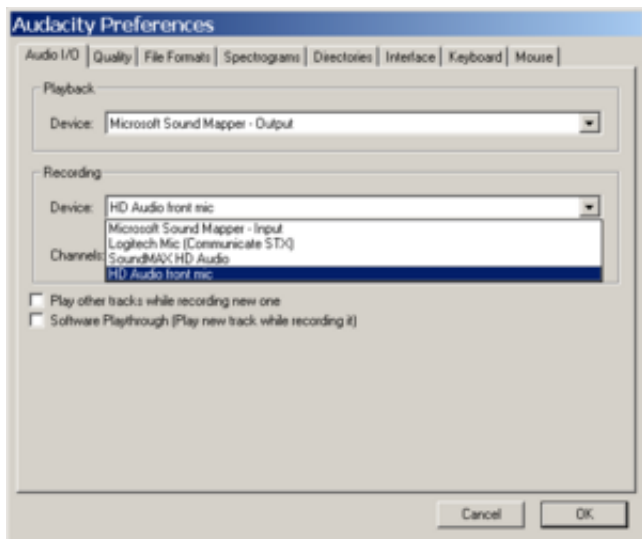 Audacity Preferences
Audio I/O Quality File Formats Spectrograms Directories Interface Keyboard Mouse
Playback
Device: Microsoft Sound Mapper - Output
Recording
Device: HD Audio front mic
Microsoft Sound Mapper - Input
Logitech Mic (Communicate STX)
Channels: SoundMAX HD Audio
HD Audio front mic
Play other tracks while recording new one
Software Playthrough (Play new track while recording it)
Cancel OK